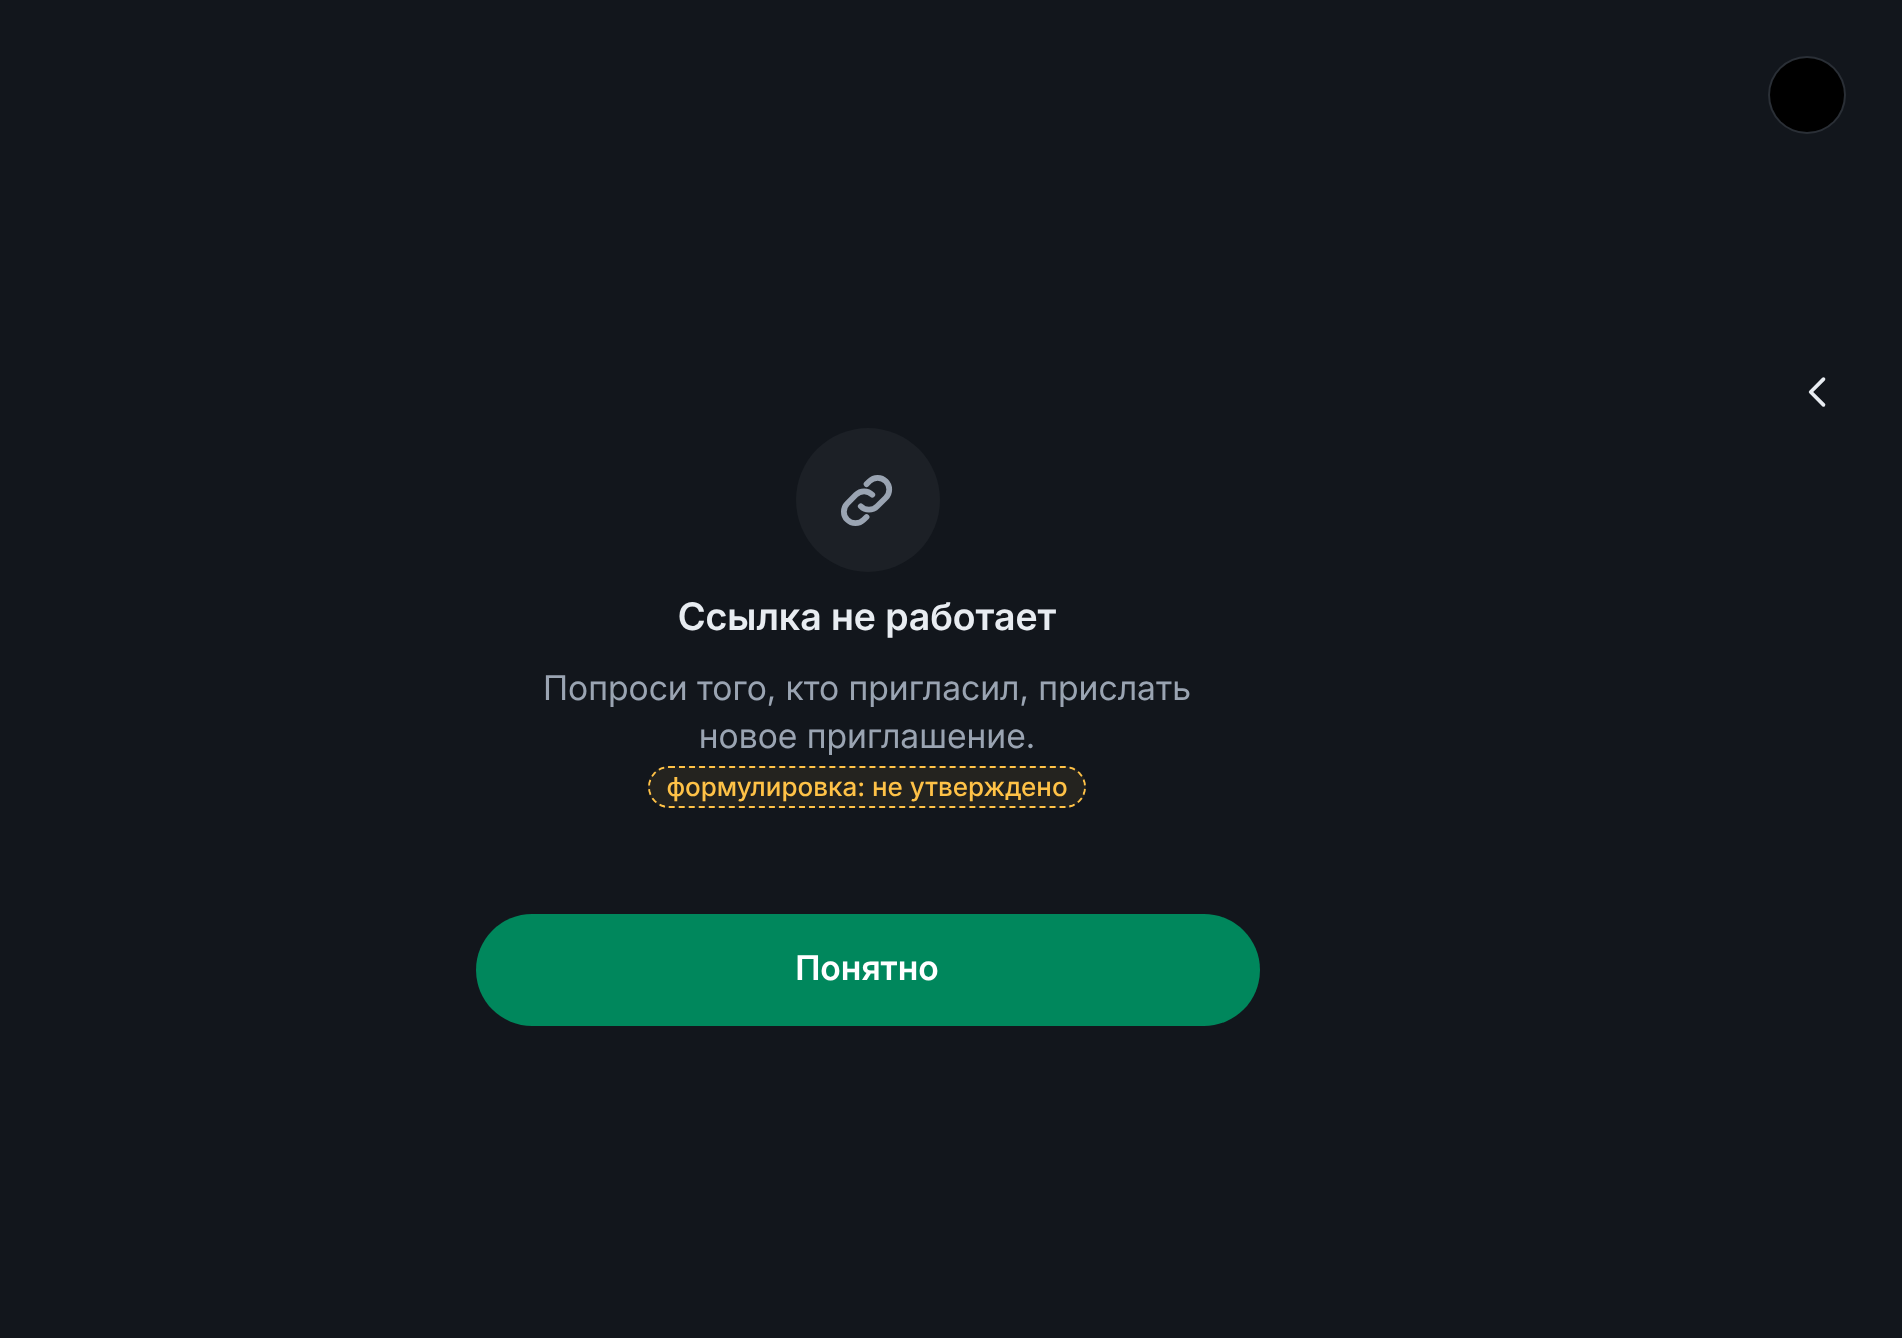 Ссылка не работает
Попроси того, кто пригласил, прислать
новое приглашение.
формулировка: не утверждено
Понятно